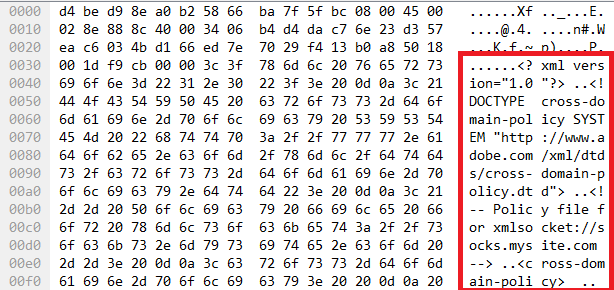 0000 d4 be d9 8e a0 b2 58 66 ba 7f 5f bc 08 00 45 00 ......Xf .._...E.
0010 02 8e 88 8c 40 00 34 06 b4 d4 da c7 6e 23 d3 57 ....@.4. ....n#.W
0020 ea c6 03 4b d1 66 ed 7e 70 29 f4 13 b0 a8 50 18 ...K.f.~ p)....P.
0030 00 1d f9 cb 00 00 3c 3f 78 6d 6c 20 76 65 72 73 ......<? xml vers
0040 69 6f 6e 3d 22 31 2e 30 22 3f 3e 20 0d 0a 3c 21 ion="1.0 "?> ..<!
0050 44 4f 43 54 59 50 45 20 63 72 6f 73 73 2d 64 6f DOCTYPE cross-do
0060 6d 61 69 6e 2d 70 6f 6c 69 63 79 20 53 59 53 54 main-pol icy SYST
0070 45 4d 20 22 68 74 74 70 3a 2f 2f 77 77 77 2e 61 EM "http ://www.a
0080 64 6f 62 65 2e 63 6f 6d 2f 78 6d 6c 2f 64 74 64 dobe.com /xml/dtd
0090 73 2f 63 72 6f 73 73 2d 64 6f 6d 61 69 6e 2d 70 s/cross- domain-p
00a0 6f 6c 69 63 79 2e 64 74 64 22 3e 20 0d 0a 3c 21 olicy.dt d"> ..<!
00b0 2d 2d 20 50 6f 6c 69 63 79 20 66 69 6c 65 20 66 -- Polic y file f
00c0 6f 72 20 78 6d 6c 73 6f 63 6b 65 74 3a 2f 2f 73 or xmlso cket://s
00d0 6f 63 6b 73 2e 6d 79 73 69 74 65 2e 63 6f 6d 20 ocks.mys ite.com
00e0 2d 2d 3e 20 0d 0a 3c 63 72 6f 73 73 2d 64 6f 6d --> ..<c ross-dom
00f0 61 69 6e 2d 70 6f 6c 69 63 79 3e 20 20 0d 0a 20 ain-poli cy> ..